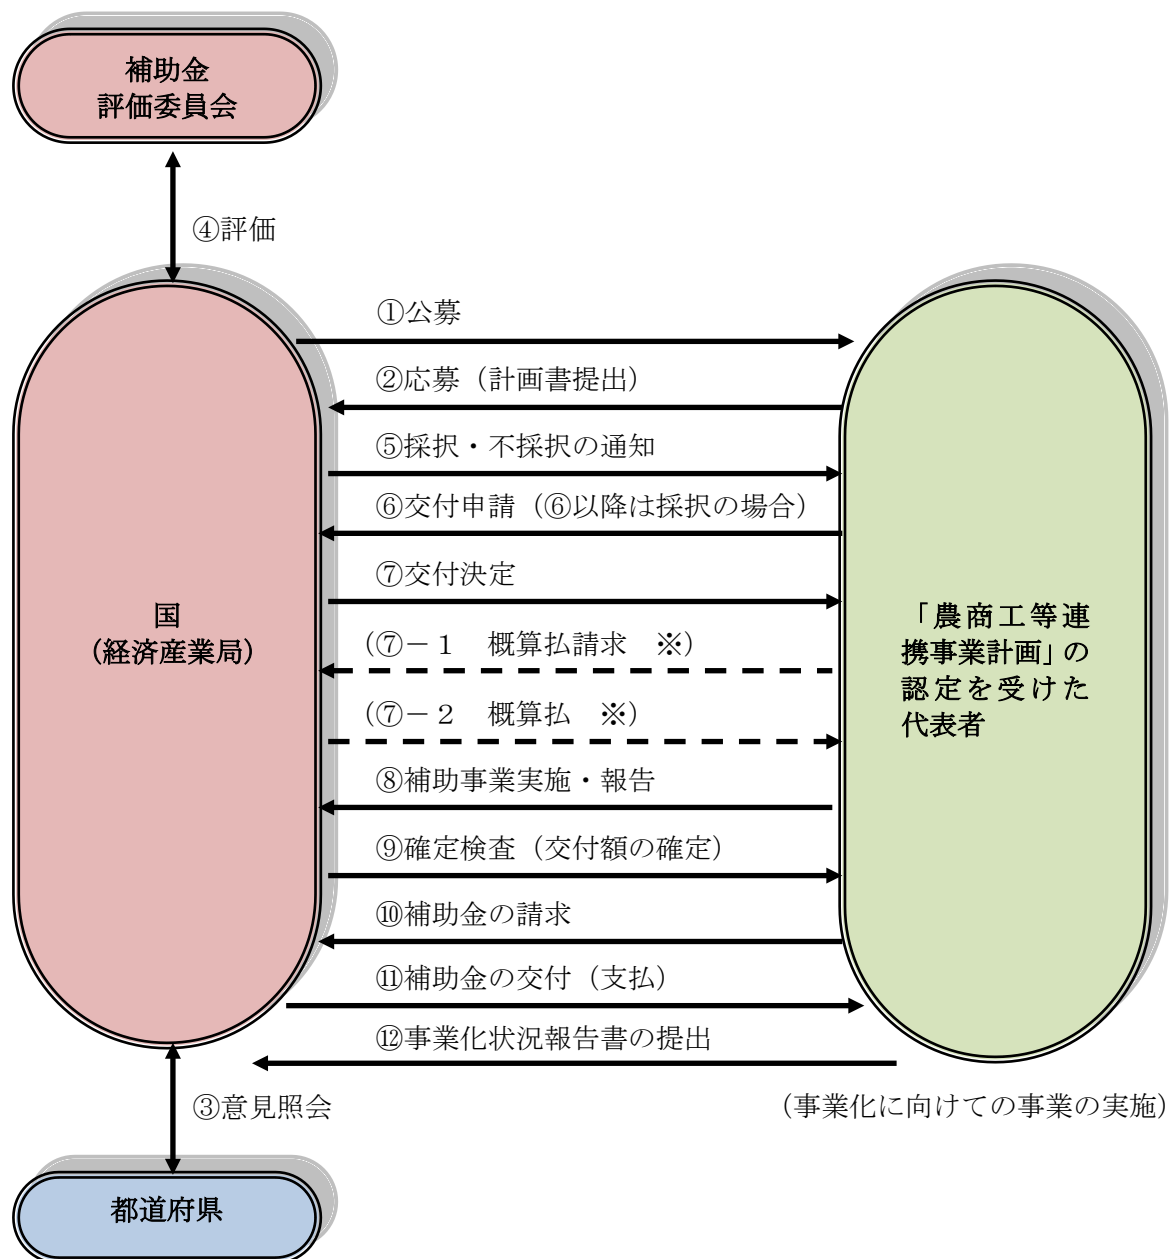 補助金
評価委員会
④評価
①公募
②応募（計画書提出）
⑤採択・不採択の通知
⑥交付申請（⑥以降は採択の場合）
⑦交付決定
（⑦－１　概算払請求　※）
（⑦－２　概算払　※）
⑧補助事業実施・報告
⑨確定検査（交付額の確定）
⑩補助金の請求
⑪補助金の交付（支払）
⑫事業化状況報告書の提出
国
（経済産業局）
「農商工等連
携事業計画」の
認定を受けた
代表者
③意見照会
（事業化に向けての事業の実施）
都道府県